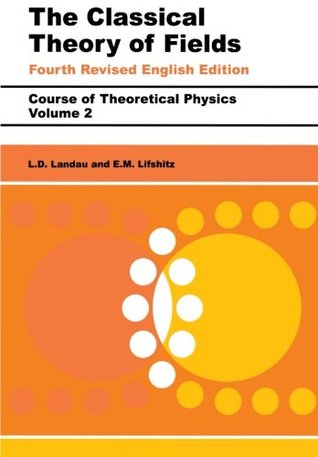 The Classical
Theory of Fields
Fourth Revised English Edition
Course of Theoretical Physics
Volume 2
L.D. Landau and E.M. Lifshitz